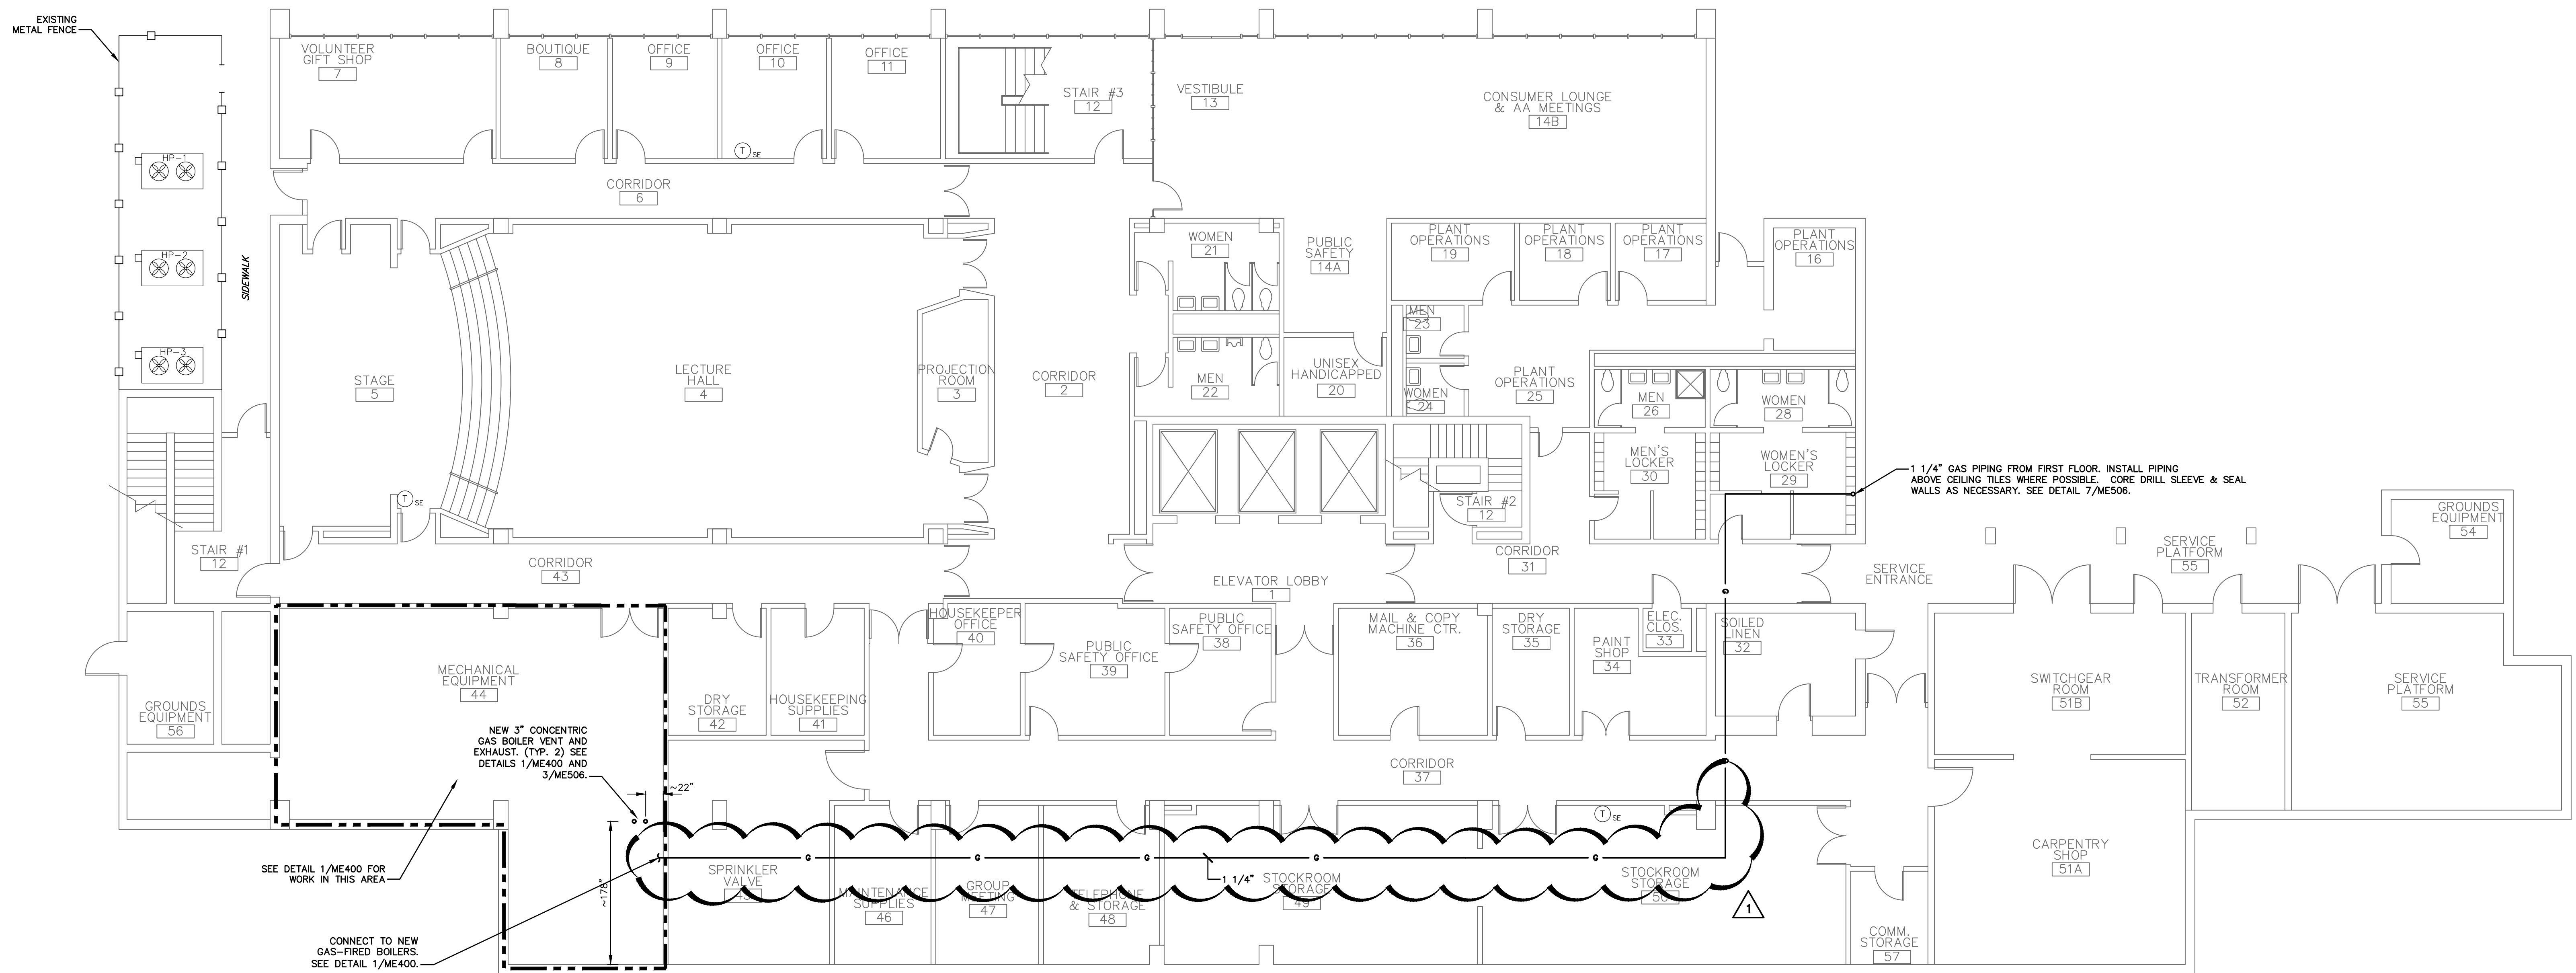 EXISTING
METAL FENCE
VOLUNTEER
GIFT SHOP
7
BOUTIQUE
8
OFFICE
9
OFFICE
10
OFFICE
11
STAIR #3
12
VESTIBULE
13
CONSUMER LOUNGE
& AA MEETINGS
14B
HP-1
HP-2
HP-3
SIDEWALK
T SE
CORRIDOR
6
STAGE
5
LECTURE
HALL
4
PROJECTION
ROOM
3
CORRIDOR
2
WOMEN
21
MEN
22
PUBLIC
SAFETY
14A
UNISEX
HANDICAPPED
20
PLANT
OPERATIONS
19
PLANT
OPERATIONS
18
PLANT
OPERATIONS
17
PLANT
OPERATIONS
16
MEN
23
WOMEN
24
PLANT
OPERATIONS
25
MEN
26
WOMEN
28
MEN'S
LOCKER
30
WOMEN'S
LOCKER
29
1 1/4" GAS PIPING FROM FIRST FLOOR. INSTALL PIPING
ABOVE CEILING TILES WHERE POSSIBLE. CORE DRILL SLEEVE & SEAL
WALLS AS NECESSARY. SEE DETAIL 7/ME506.
T SE
STAIR #1
12
CORRIDOR
43
STAIR #2
12
CORRIDOR
31
ELEVATOR LOBBY
1
SERVICE
ENTRANCE
SERVICE
PLATFORM
55
GROUNDS
EQUIPMENT
54
G
MECHANICAL
EQUIPMENT
44
GROUNDS
EQUIPMENT
56
DRY
STORAGE
42
HOUSEKEEPING
SUPPLIES
41
HOUSEKEEPER
OFFICE
40
PUBLIC
SAFETY OFFICE
39
PUBLIC
SAFETY OFFICE
38
MAIL & COPY
MACHINE CTR.
36
DRY
STORAGE
35
PAINT
SHOP
34
ELEC.
CLOS.
33
SOILED
LINEN
32
SWITCHGEAR
ROOM
51B
TRANSFORMER
ROOM
52
SERVICE
PLATFORM
55
NEW 3" CONCENTRIC
GAS BOILER VENT AND
EXHAUST. (TYP. 2) SEE
DETAILS 1/ME400 AND
3/ME506.
~22"
~178"
CORRIDOR
37
T SE
G
G
G
G
G
1 1/4"
SEE DETAIL 1/ME400 FOR
WORK IN THIS AREA
SPRINKLER
VALVE
45
MAINTENANCE
SUPPLIES
46
GROUP
MEETING
47
TELEPHONE
& STORAGE
48
STOCKROOM
STORAGE
49
STOCKROOM
STORAGE
50
1
CARPENTRY
SHOP
51A
COMM.
STORAGE
57
CONNECT TO NEW
GAS-FIRED BOILERS.
SEE DETAIL 1/ME400.